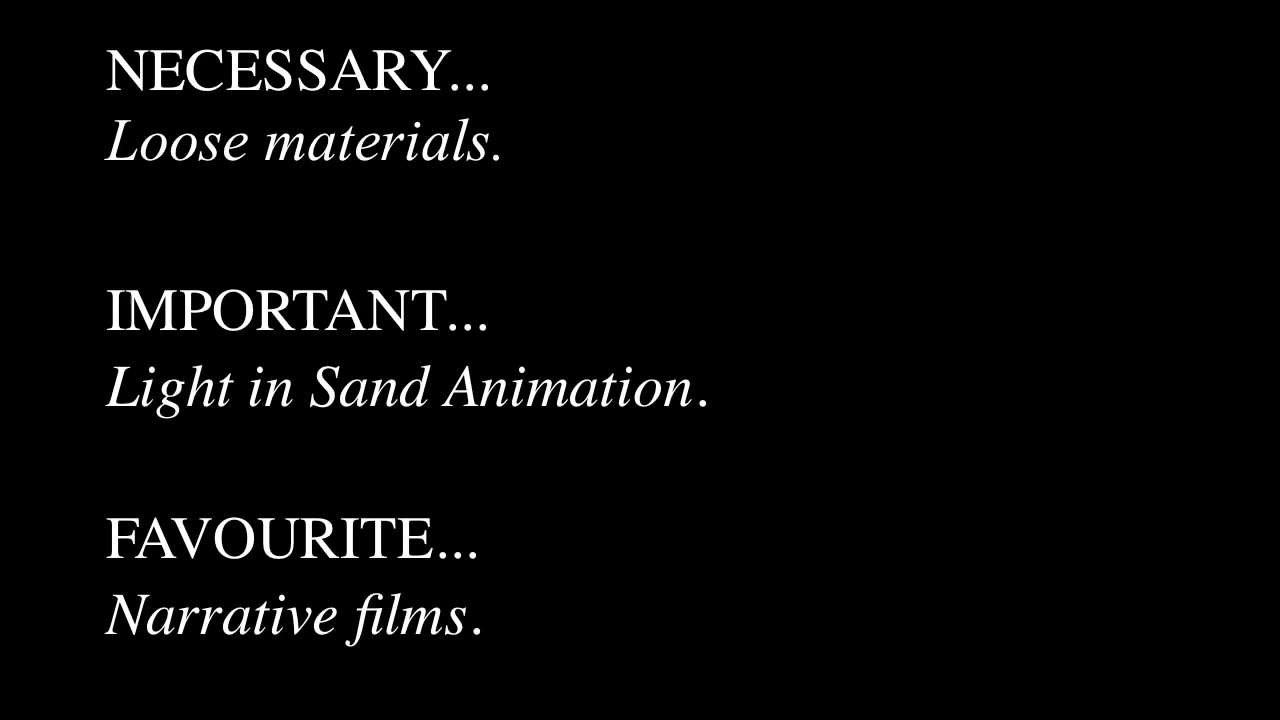 NECESSARY...
Loose materials.
IMPORTANT...
Light in Sand Animation.
FAVOURITE...
Narrative films.